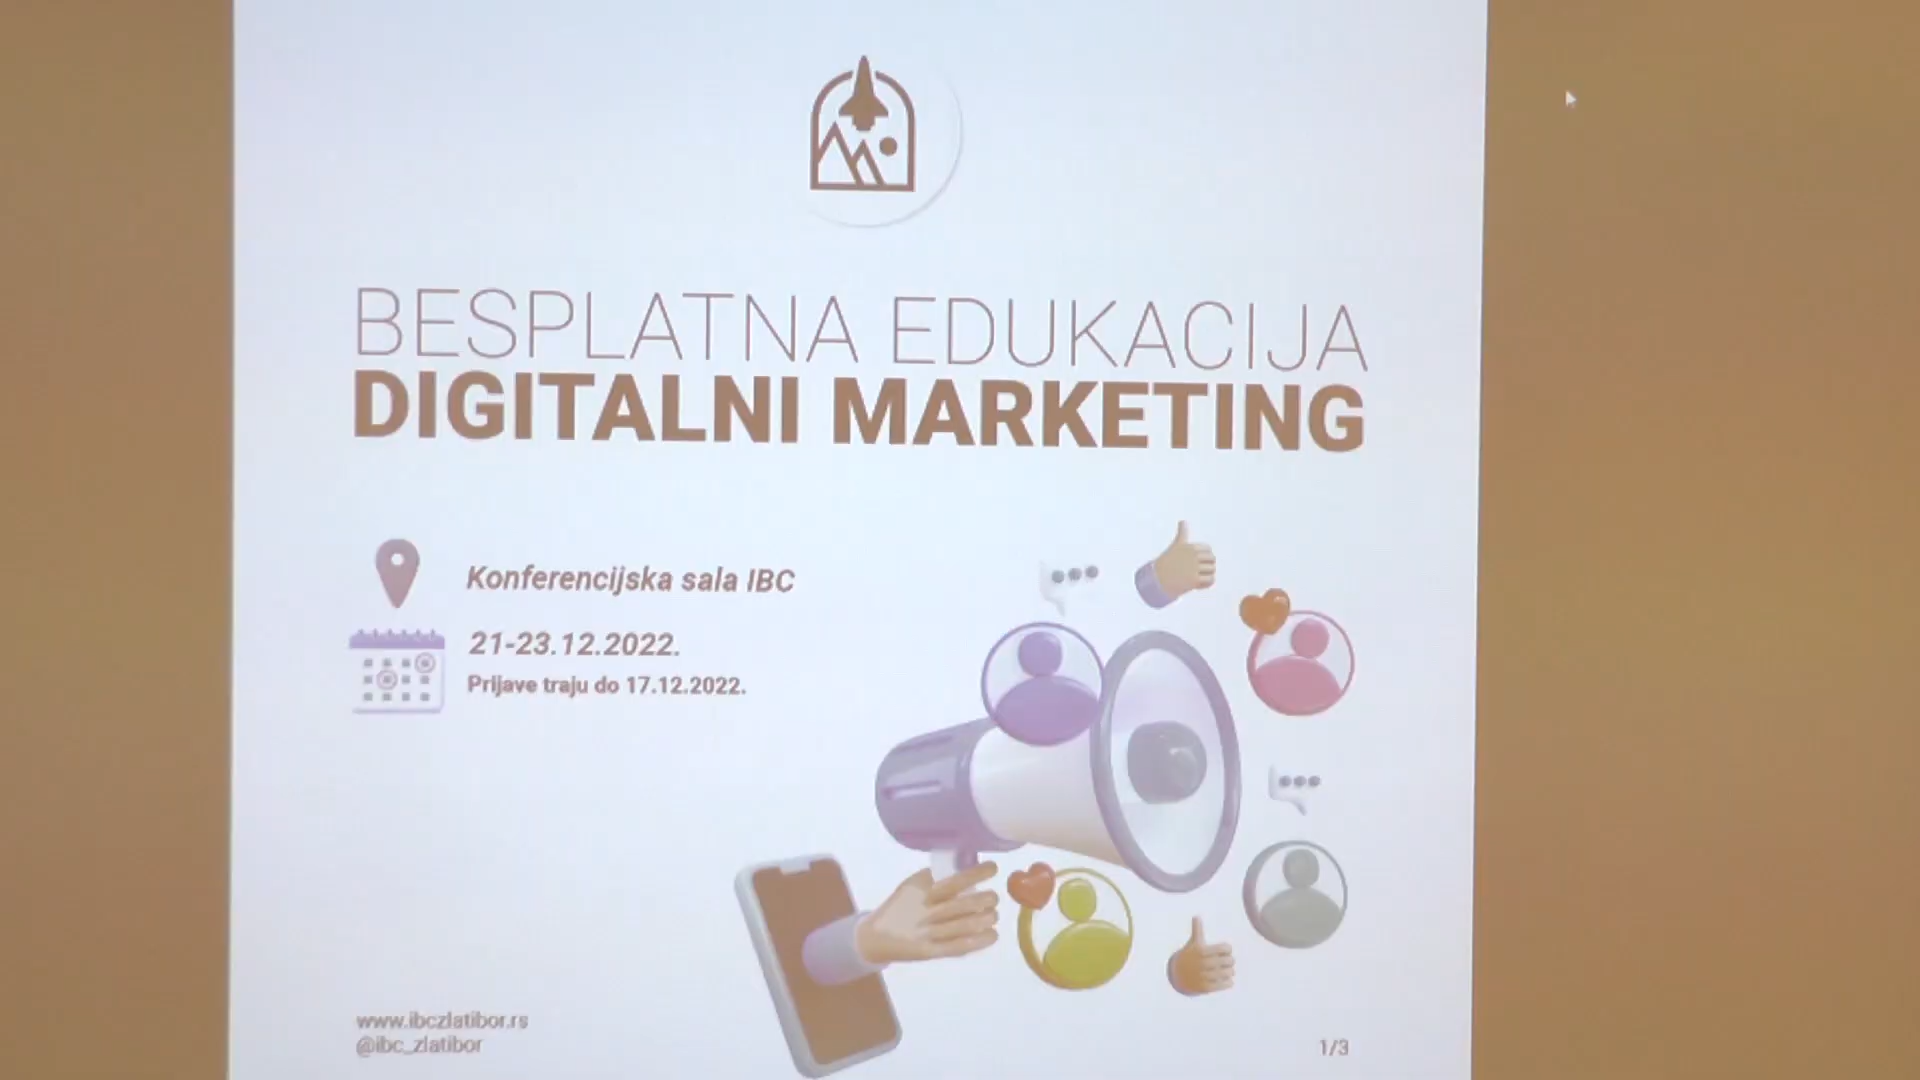 BESPLATNA EDUKACIJA
DIGITALNI MARKETING
Konferencijska sala IBC
21-23.12.2022.
Prijave traju do 17.12.2022.
www.ibczlatibor.rs
@ibc_zlatibor
1/3